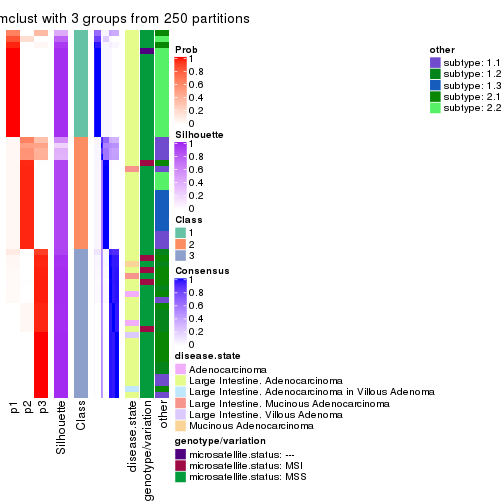 mclust with 3 groups from 250 partitions
Prob
1
0.8
0.6
0.4
0.2
0
Silhouette
1
0.8
0.6
0.4
0.2
0
Class
1
2
3
Consensus
1
0.8
0.6
0.4
0.2
0
disease.state
Adenocarcinoma
Large Intestine. Adenocarcinoma
Large Intestine. Adenocarcinoma in Villous Adenoma
Large Intestine. Mucinous Adenocarcinoma
Large Intestine. Villous Adenoma
Mucinous Adenocarcinoma
genotype/variation
microsatellite.status: ---
microsatellite.status: MSI
microsatellite.status: MSS
other
subtype: 1.1
subtype: 1.2
subtype: 1.3
subtype: 2.1
subtype: 2.2
p1
p2
p3
Silhouette
Class
disease.state
genotype/variation
other